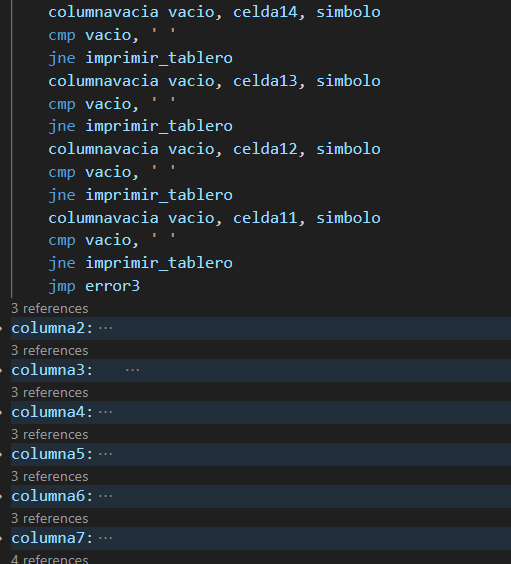 columnavacia vacio, celda14, simbolo
cmp vacio, ' '
jne imprimir_tablero
columnavacia vacio, celda13, simbolo
cmp vacio, ' '
jne imprimir_tablero
columnavacia vacio, celda12, simbolo
cmp vacio, ' '
jne imprimir_tablero
columnavacia vacio, celda11, simbolo
cmp vacio, ' '
jne imprimir_tablero
jmp error3
3 references
columna2: ···
3 references
columna3: ···
3 references
columna4: ···
3 references
columna5: ···
3 references
columna6: ···
3 references
columna7: ···
4 references